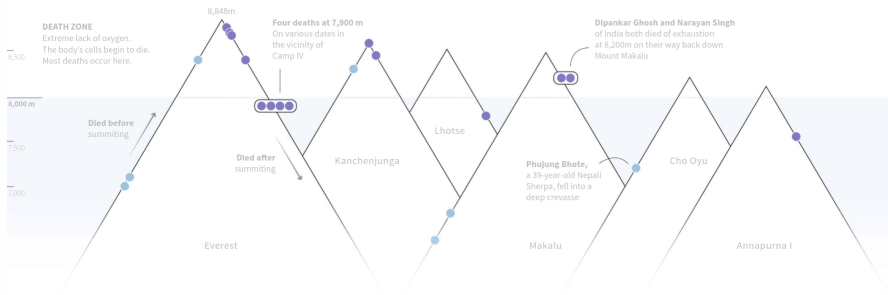 8,848m
DEATH ZONE
Extreme lack of oxygen.
The body's cells begin to die.
Most deaths occur here.
Four deaths at 7,900 m
On various dates in
the vicinity of
Camp IV
Dipankar Ghosh and Narayan Singh
of India both died of exhaustion
at 8,200m on their way back down
Mount Makalu
8,500
8,000 m
Died before
summiting
7,500
Died after
summiting
Kanchenjunga
Lhotse
Phujung Bhote,
a 39-year-old Nepali
Sherpa, fell into a
deep crevasse
Cho Oyu
7,000
Everest
Makalu
Annapurna I